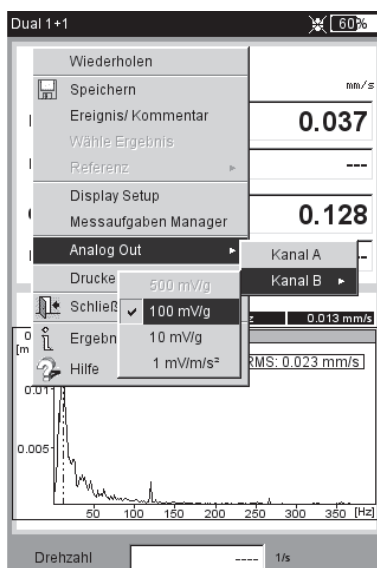 Dual 1+1
60%
Wiederholen
Speichern
mm/s
Ereignis/ Kommentar
0.037
Wähle Ergebnis
Referenz
---
Display Setup
Messaufgaben Manager
0.128
Analog Out
Kanal A
Drucke
500 mV/g
Kanal B
Schließ
100 mV/g
0.013 mm/s
Ergebn
10 mV/g
RMS: 0.023 mm/s
Hilfe
1 mV/m/s²
0.01
0.005
50 100 150 200 250 300 350 [Hz]
Drehzahl
----
1/s